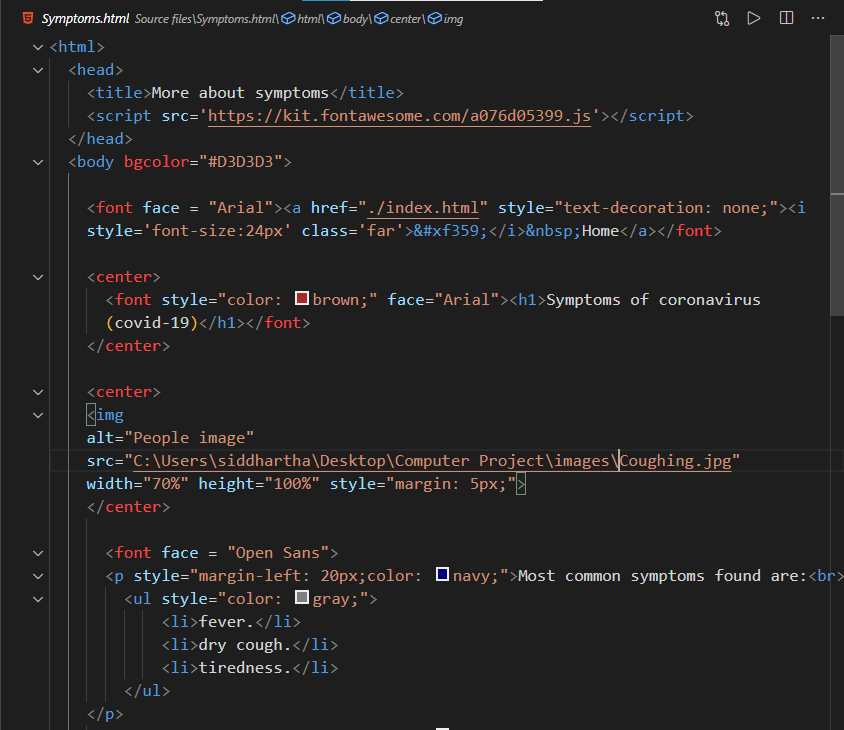 Symptoms.html Source files\Symptoms.html\html\body\center\img
<html>
<head>
<title>More about symptoms</title>
<script src='https://kit.fontawesome.com/a076d05399.js'></script>
</head>
<body bgcolor="#D3D3D3">
<font face = "Arial"><a href="./index.html" style="text-decoration: none;"><i
style='font-size:24px' class='far'>&#xf359;</i>&nbsp;Home</a></font>
<center>
<font style="color: brown;" face="Arial"><h1>Symptoms of coronavirus
(covid-19)</h1></font>
</center>
<center>
<img
alt="People image"
src="C:\Users\siddhartha\Desktop\Computer Project\images\Coughing.jpg"
width="70%" height="100%" style="margin: 5px;">
</center>
<font face = "Open Sans">
<p style="margin-left: 20px;color: navy;">Most common symptoms found are:<br>
<ul style="color: gray;">
<li>fever.</li>
<li>dry cough.</li>
<li>tiredness.</li>
</ul>
</p>